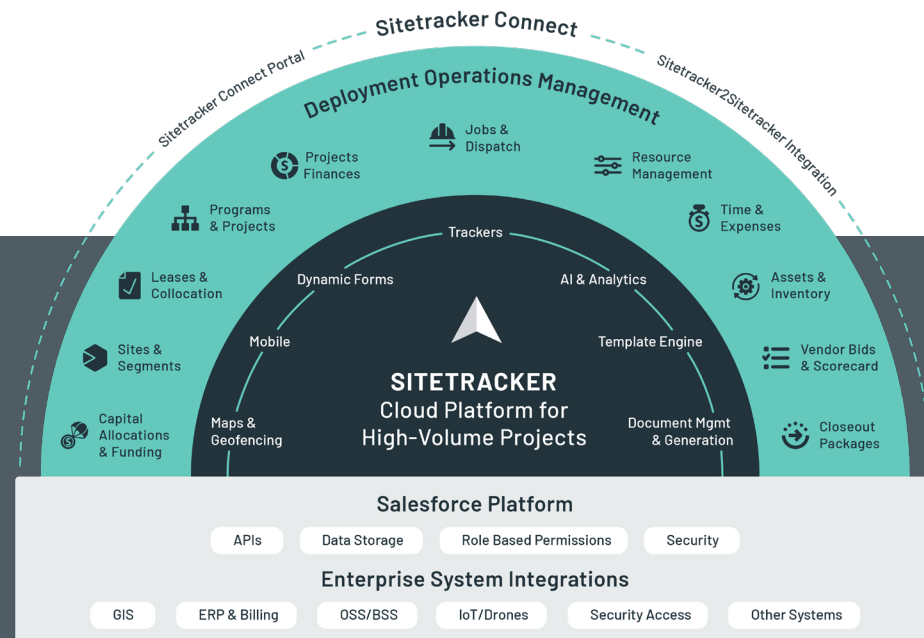 Sitetracker Connect
Sitetracker Connect Portal
Sitetracker2Sitetracker Integration
Deployment Operations Management
Jobs &
Dispatch
Projects
Finances
Resource
Management
Programs
& Projects
Time &
Expenses
Leases &
Collocation
Assets &
Inventory
Sites &
Segments
Vendor Bids
& Scorecard
Capital
Allocations
& Funding
Closeout
Packages
Trackers
Dynamic Forms
AI & Analytics
Mobile
Template Engine
Maps &
Geofencing
Document Mgmt
& Generation
SITETRACKER
Cloud Platform for
High-Volume Projects
Salesforce Platform
APIs
Data Storage
Role Based Permissions
Security
Enterprise System Integrations
GIS
ERP & Billing
OSS/BSS
IoT/Drones
Security Access
Other Systems